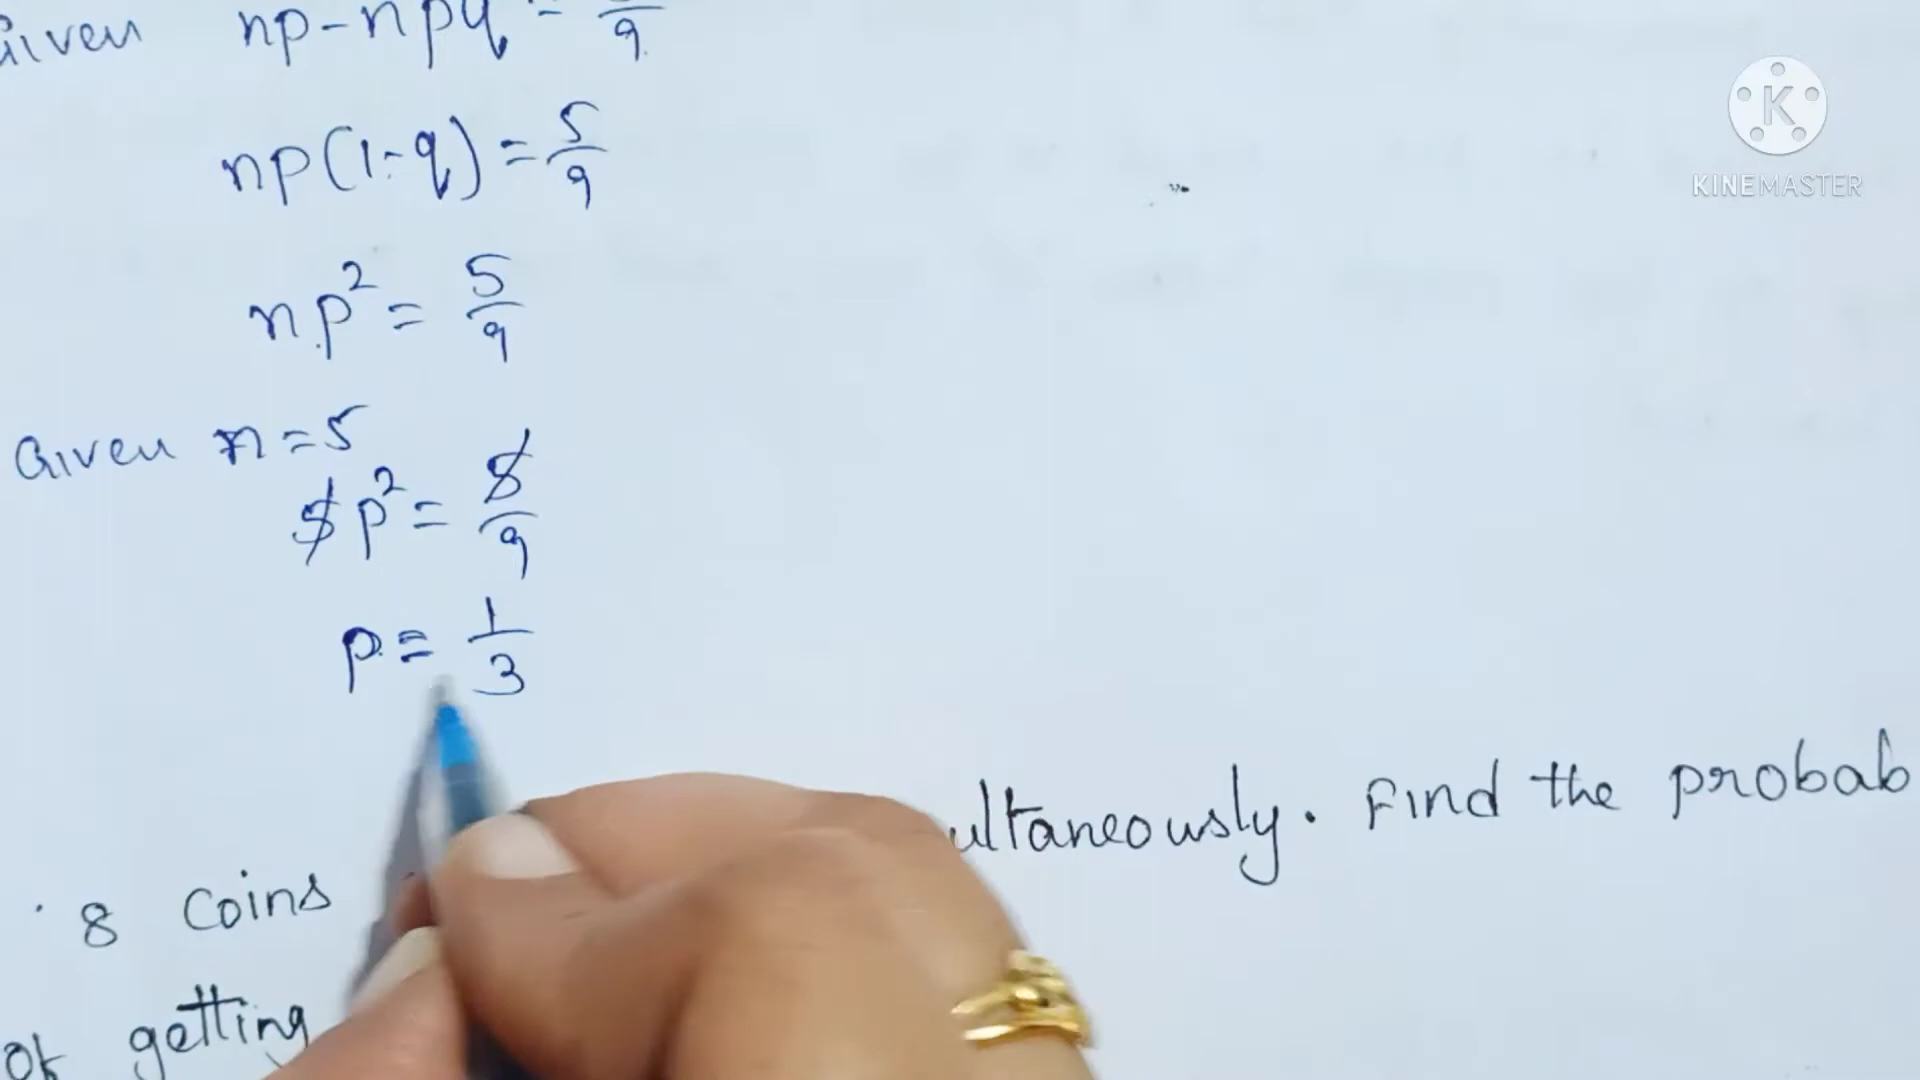 Given np-npq = 5/9
np(1-q) = 5/9
np² = 5/9
Given n=5
5p² = 5/9
p = 1/3
8 coins ultaneously. Find the probab
of getting
K
KINEMASTER